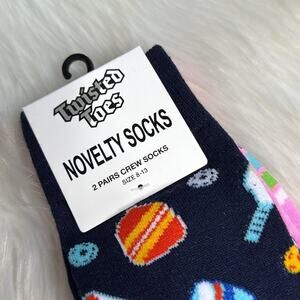 Twisted
Toes
NOVELTY SOCKS
2 PAIRS CREW SOCKS
SIZE 8-13